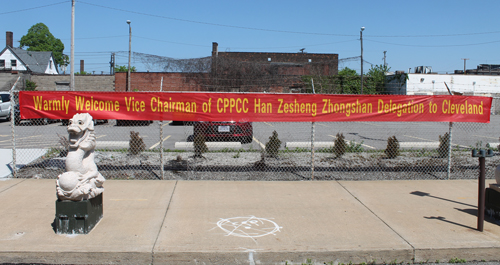 Warmly Welcome Vice Chairman of CPPCC Han Zesheng Zhongshan Delegation to Cleveland